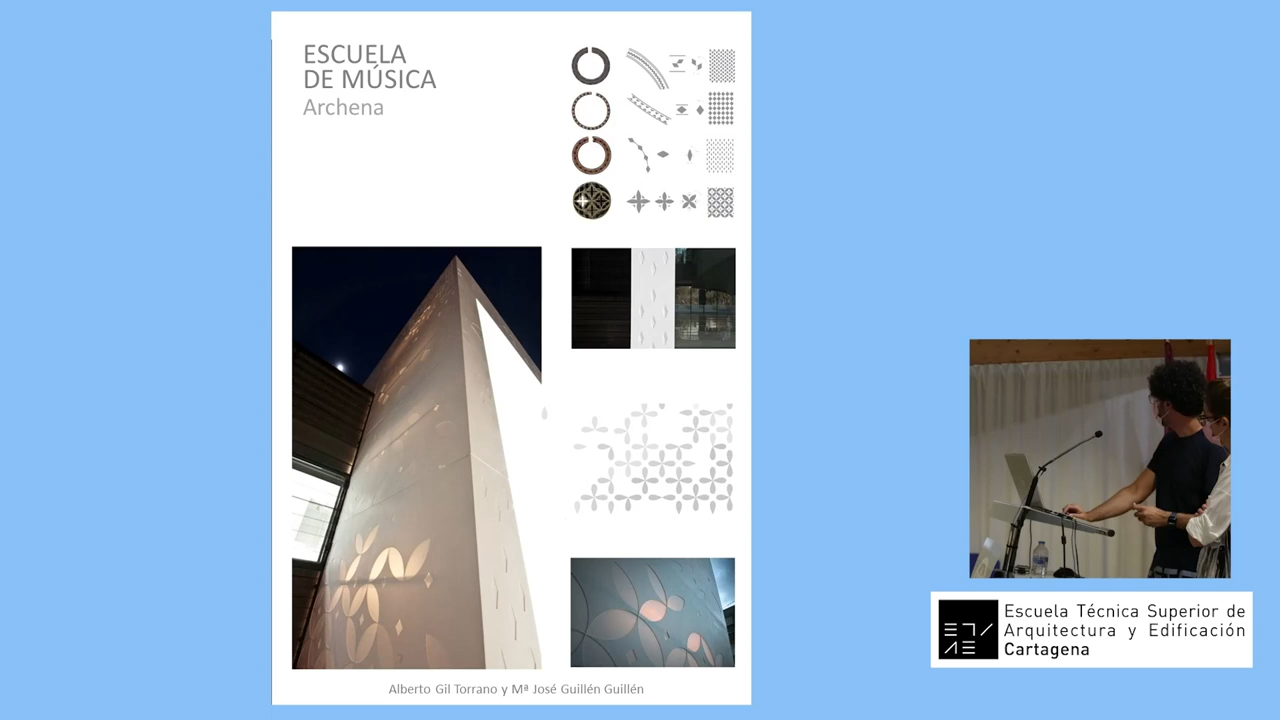 ESCUELA
DE MÚSICA
Archena
Alberto Gil Torrano y Mª José Guillén Guillén
Escuela Técnica Superior de
Arquitectura y Edificación
Cartagena